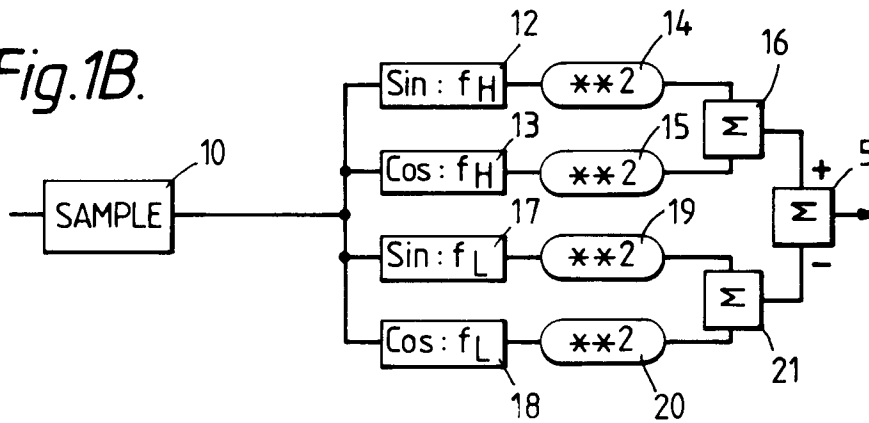 Fig.1B.
12
14
16
Sin: fH
**2
Σ
13
15
10
Cos: fH
**2
+
5
SAMPLE
Σ
17
19
-
Sin: fL
**2
Σ
Cos: fL
**2
21
18
20